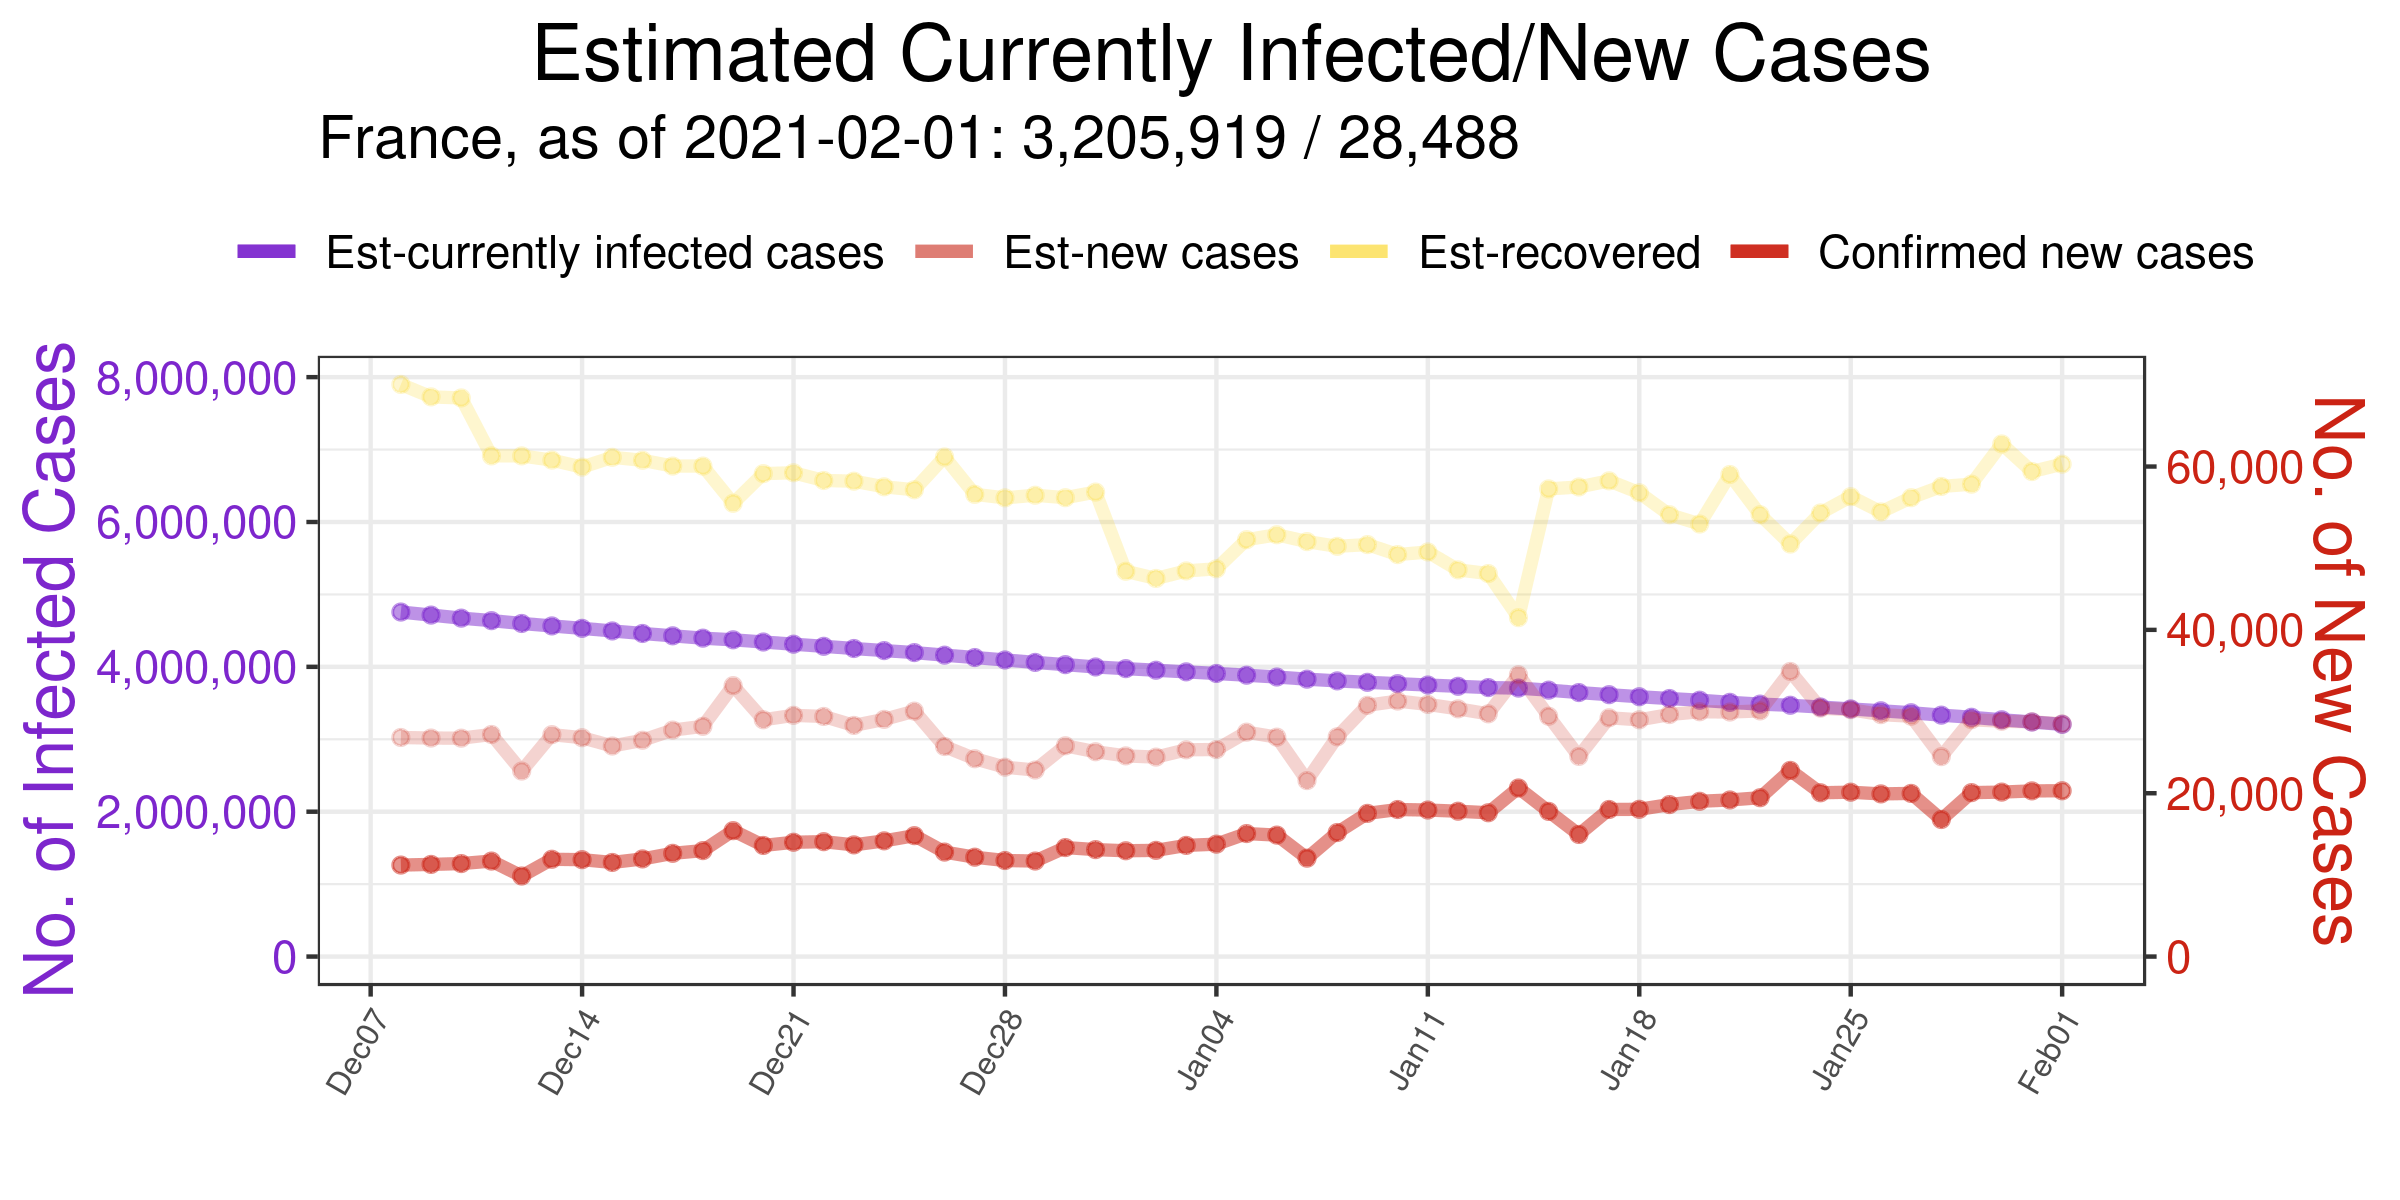 Estimated Currently Infected/New Cases
France, as of 2021-02-01: 3,205,919 / 28,488
Est-currently infected cases Est-new cases Est-recovered Confirmed new cases
No. of Infected Cases
8,000,000
6,000,000
4,000,000
2,000,000
0
60,000
40,000
20,000
0
No. of New Cases
Dec07 Dec14 Dec21 Dec28 Jan04 Jan11 Jan18 Jan25 Feb01